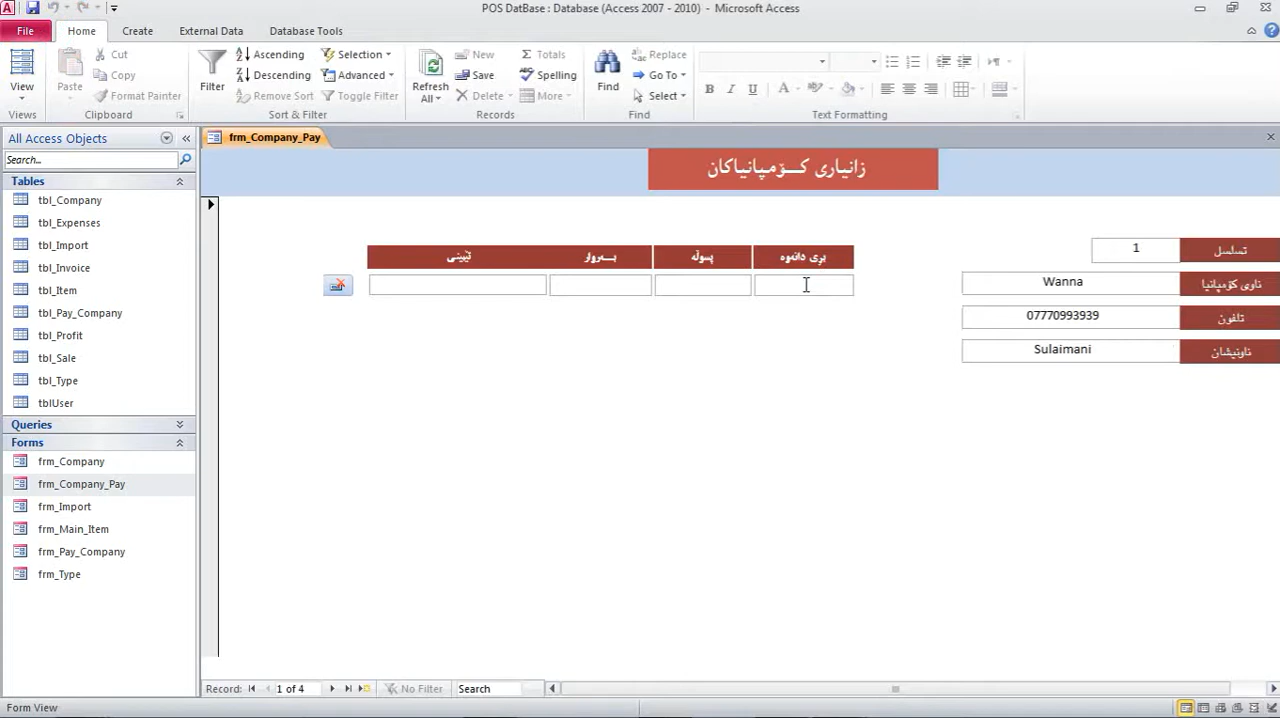 POS DatBase : Database (Access 2007 - 2010) - Microsoft Access
File Home Create External Data Database Tools
View
Views
Paste
Cut
Copy
Format Painter
Clipboard
Filter
Ascending
Descending
Remove Sort
Selection
Advanced
Toggle Filter
Sort & Filter
Refresh All
New
Save
Delete
Totals
Spelling
More
Records
Find
Replace
Go To
Select
Find
B I U A
Text Formatting
All Access Objects
Search...
Tables
tbl_Company
tbl_Expenses
tbl_Import
tbl_Invoice
tbl_Item
tbl_Pay_Company
tbl_Profit
tbl_Sale
tbl_Type
tblUser
Queries
Forms
frm_Company
frm_Company_Pay
frm_Import
frm_Main_Item
frm_Pay_Company
frm_Type
frm_Company_Pay
زانیاری کـــۆمپانیاکان
بڕی دانەوە
پسوڵە
بـــەروار
تێبینی
تسلسل 1
ناوی کۆمپانیا Wanna
تلفون 07770993939
ناونیشان Sulaimani
Record: 1 of 4 No Filter Search
Form View